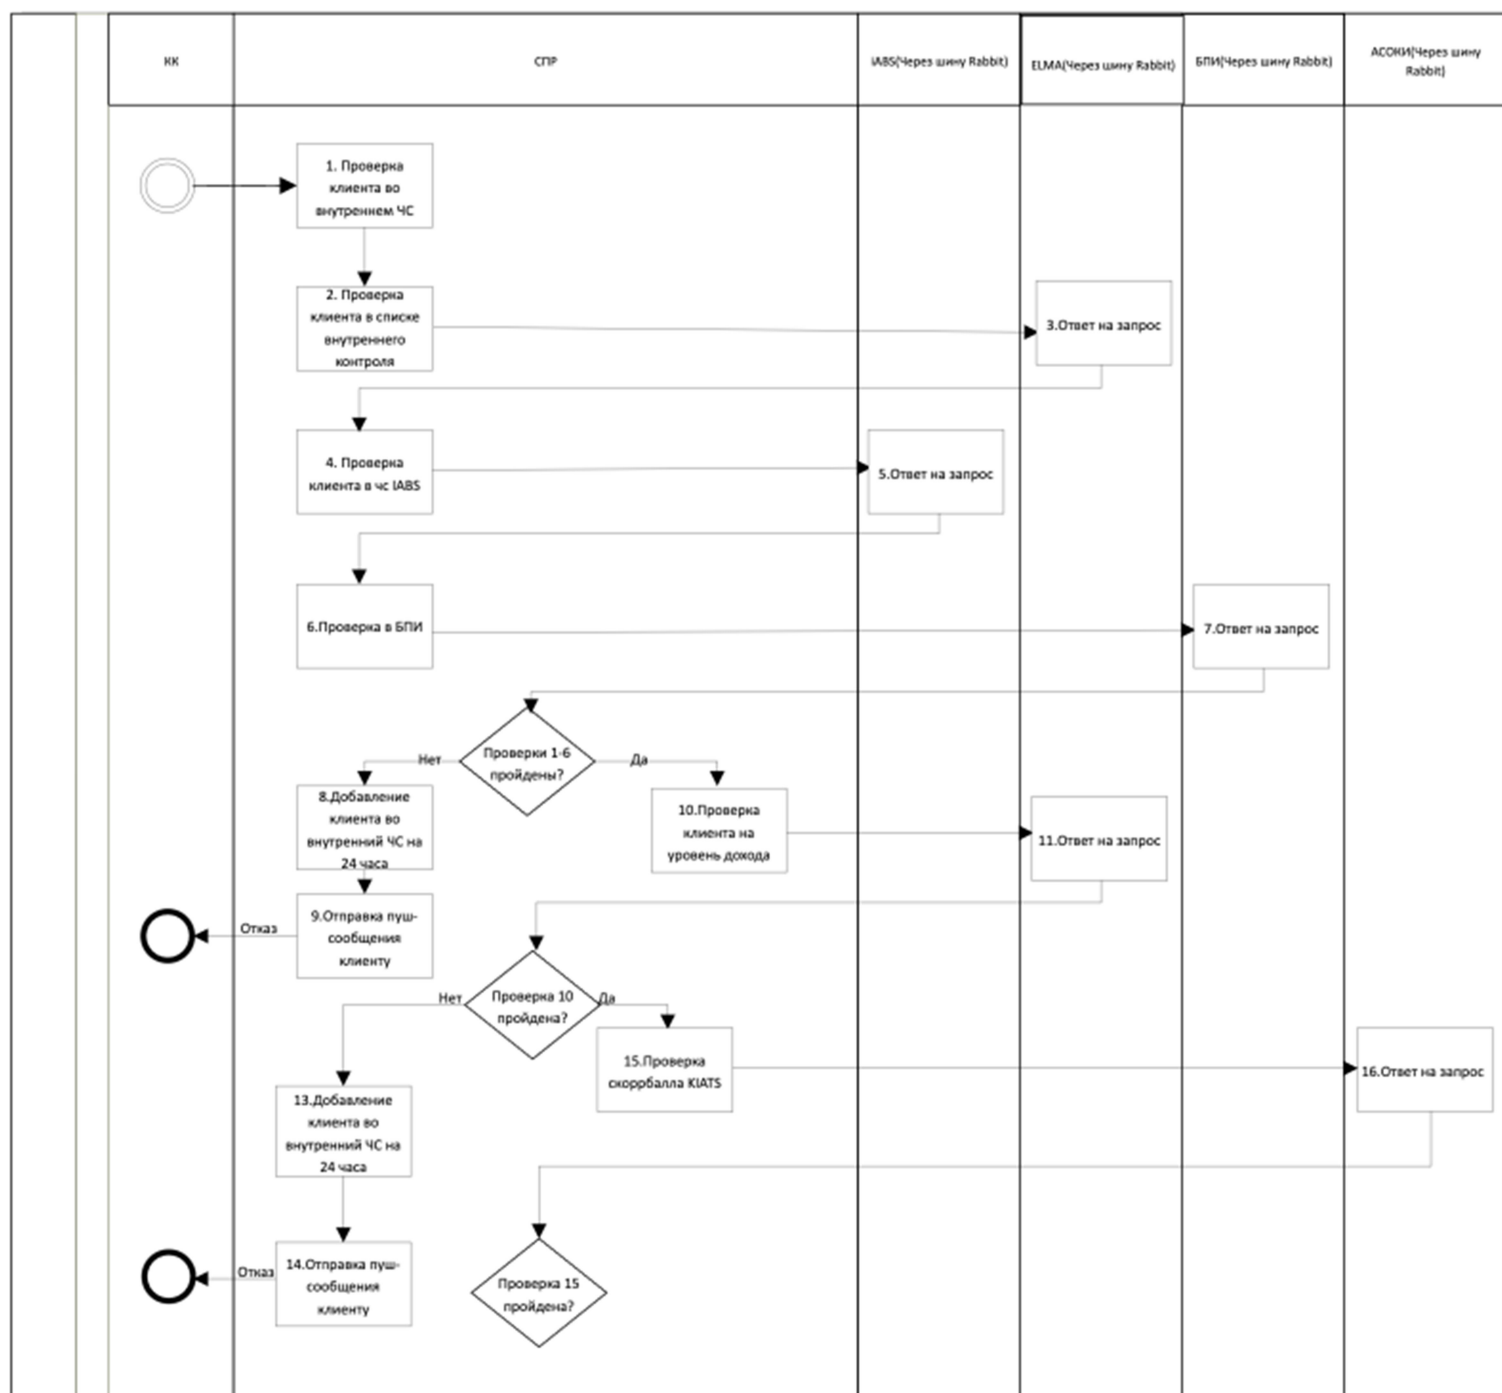 КК
СПР
IABS(Через шину Rabbit)
ELMA(Через шину Rabbit)
БПИ(Через шину Rabbit)
АСОКИ(Через шину
Rabbit)
1. Проверка
клиента во
внутреннем ЧС
2. Проверка
клиента в списке
внутреннего
контроля
3.Ответ на запрос
4. Проверка
клиента в чс IABS
5.Ответ на запрос
6.Проверка в БПИ
7.Ответ на запрос
Проверки 1-6
пройдены?
Нет
Да
8.Добавление
клиента во
внутренний ЧС на
24 часа
10.Проверка
клиента на
уровень дохода
11.Ответ на запрос
9.Отправка пуш-
сообщения
клиенту
Отказ
Проверка 10
пройдена?
Нет
Да
15.Проверка
скоррбалла KIATS
16.Ответ на запрос
13.Добавление
клиента во
внутренний ЧС на
24 часа
14.Отправка пуш-
сообщения
клиенту
Отказ
Проверка 15
пройдена?